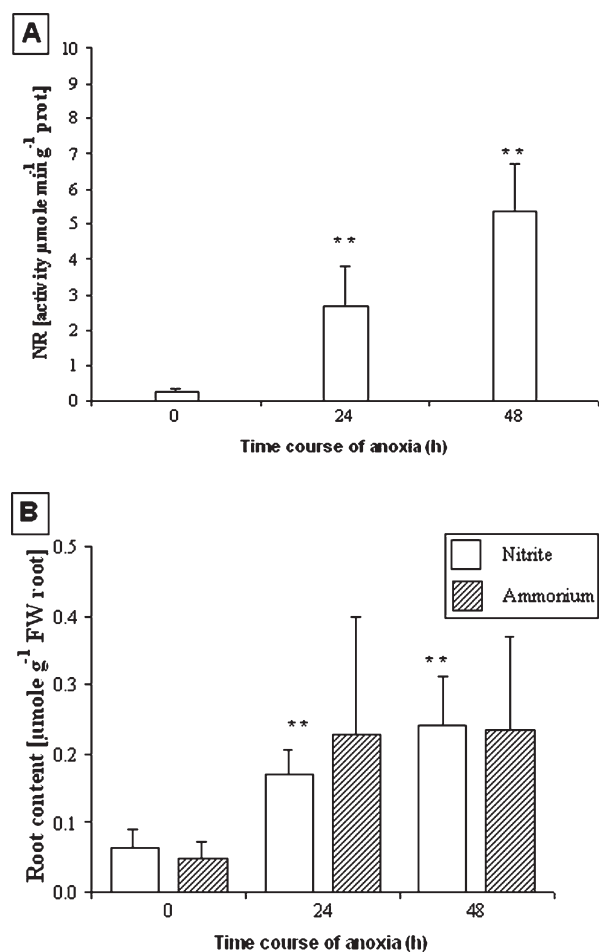 A
10
9
8
7
6
5
4
3
2
1
0
NR [activity µmole min-1 g-1 prot]
**
**
0 24 48
Time course of anoxia (h)
B
Nitrite
Ammonium
0.5
0.4
0.3
0.2
0.1
0.0
Root content [µmole g-1 FW root]
**
**
0 24 48
Time course of anoxia (h)